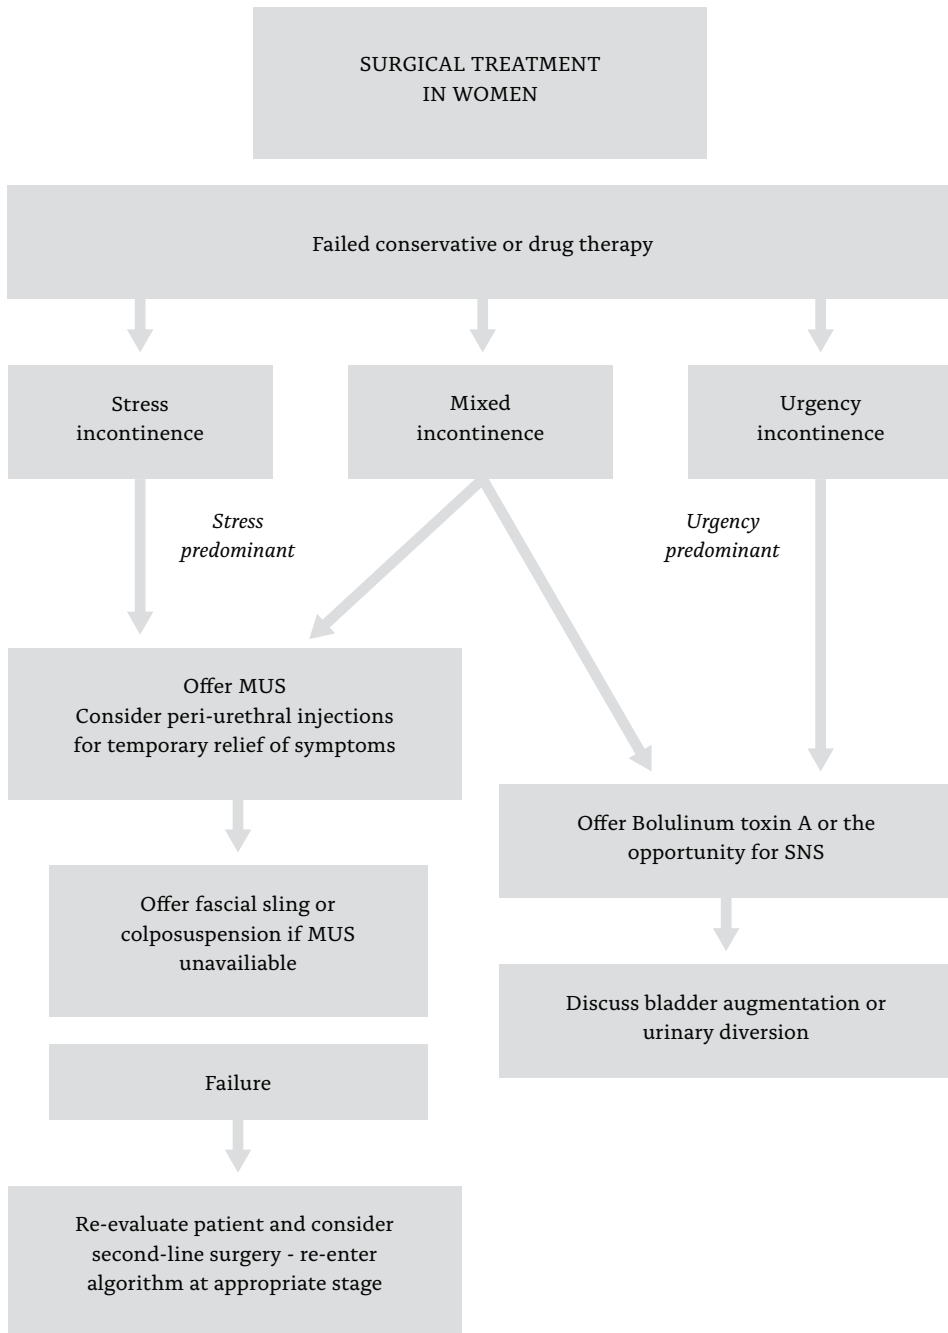 SURGICAL TREATMENT
IN WOMEN
Failed conservative or drug therapy
Stress
incontinence
Mixed
incontinence
Urgency
incontinence
Stress
predominant
Urgency
predominant
Offer MUS
Consider peri-urethral injections
for temporary relief of symptoms
Offer Bolulinum toxin A or the
opportunity for SNS
Offer fascial sling or
colposuspension if MUS
unavailiable
Discuss bladder augmentation or
urinary diversion
Failure
Re-evaluate patient and consider
second-line surgery - re-enter
algorithm at appropriate stage